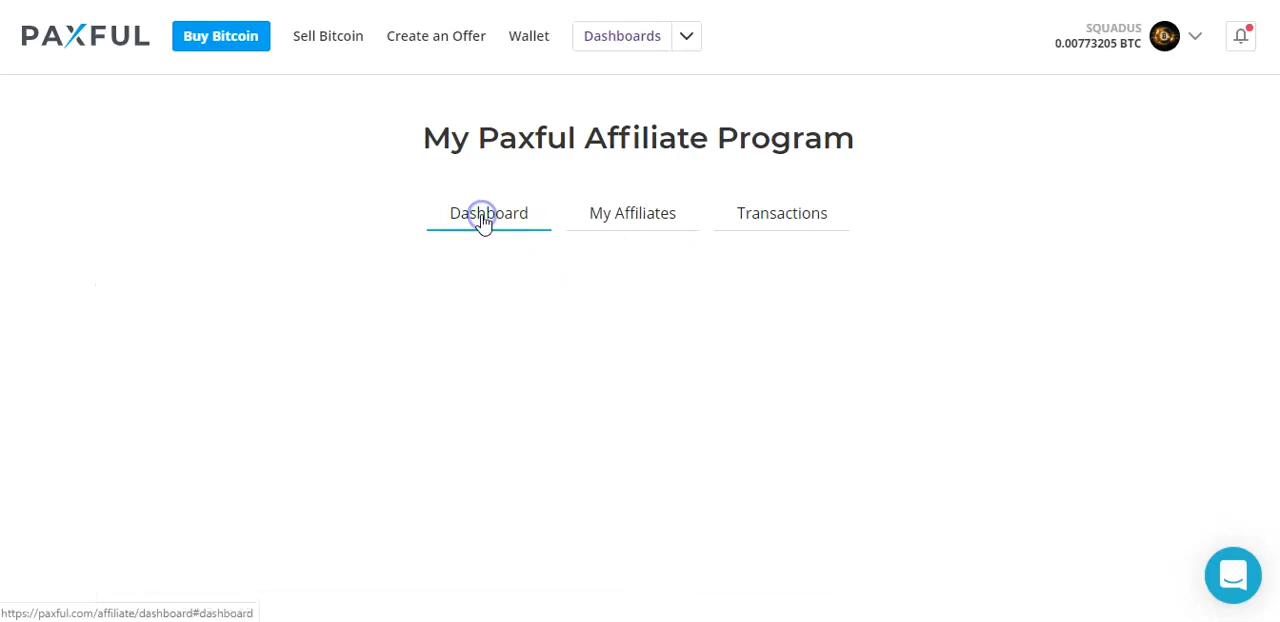 PAXFUL Buy Bitcoin Sell Bitcoin Create an Offer Wallet Dashboards SQUADUS
0.00773205 BTC
My Paxful Affiliate Program
Dashboard My Affiliates Transactions
https://paxful.com/affiliate/dashboard#dashboard